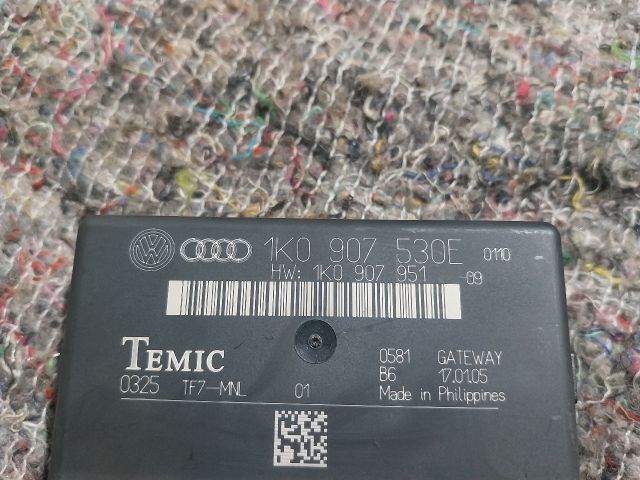 1K0 907 530E 0110
HW: 1K0 907 951 09
TEMIC 0581 GATEWAY
B6 17.01.05
0325 TF7-MNL 01 Made in Philippines